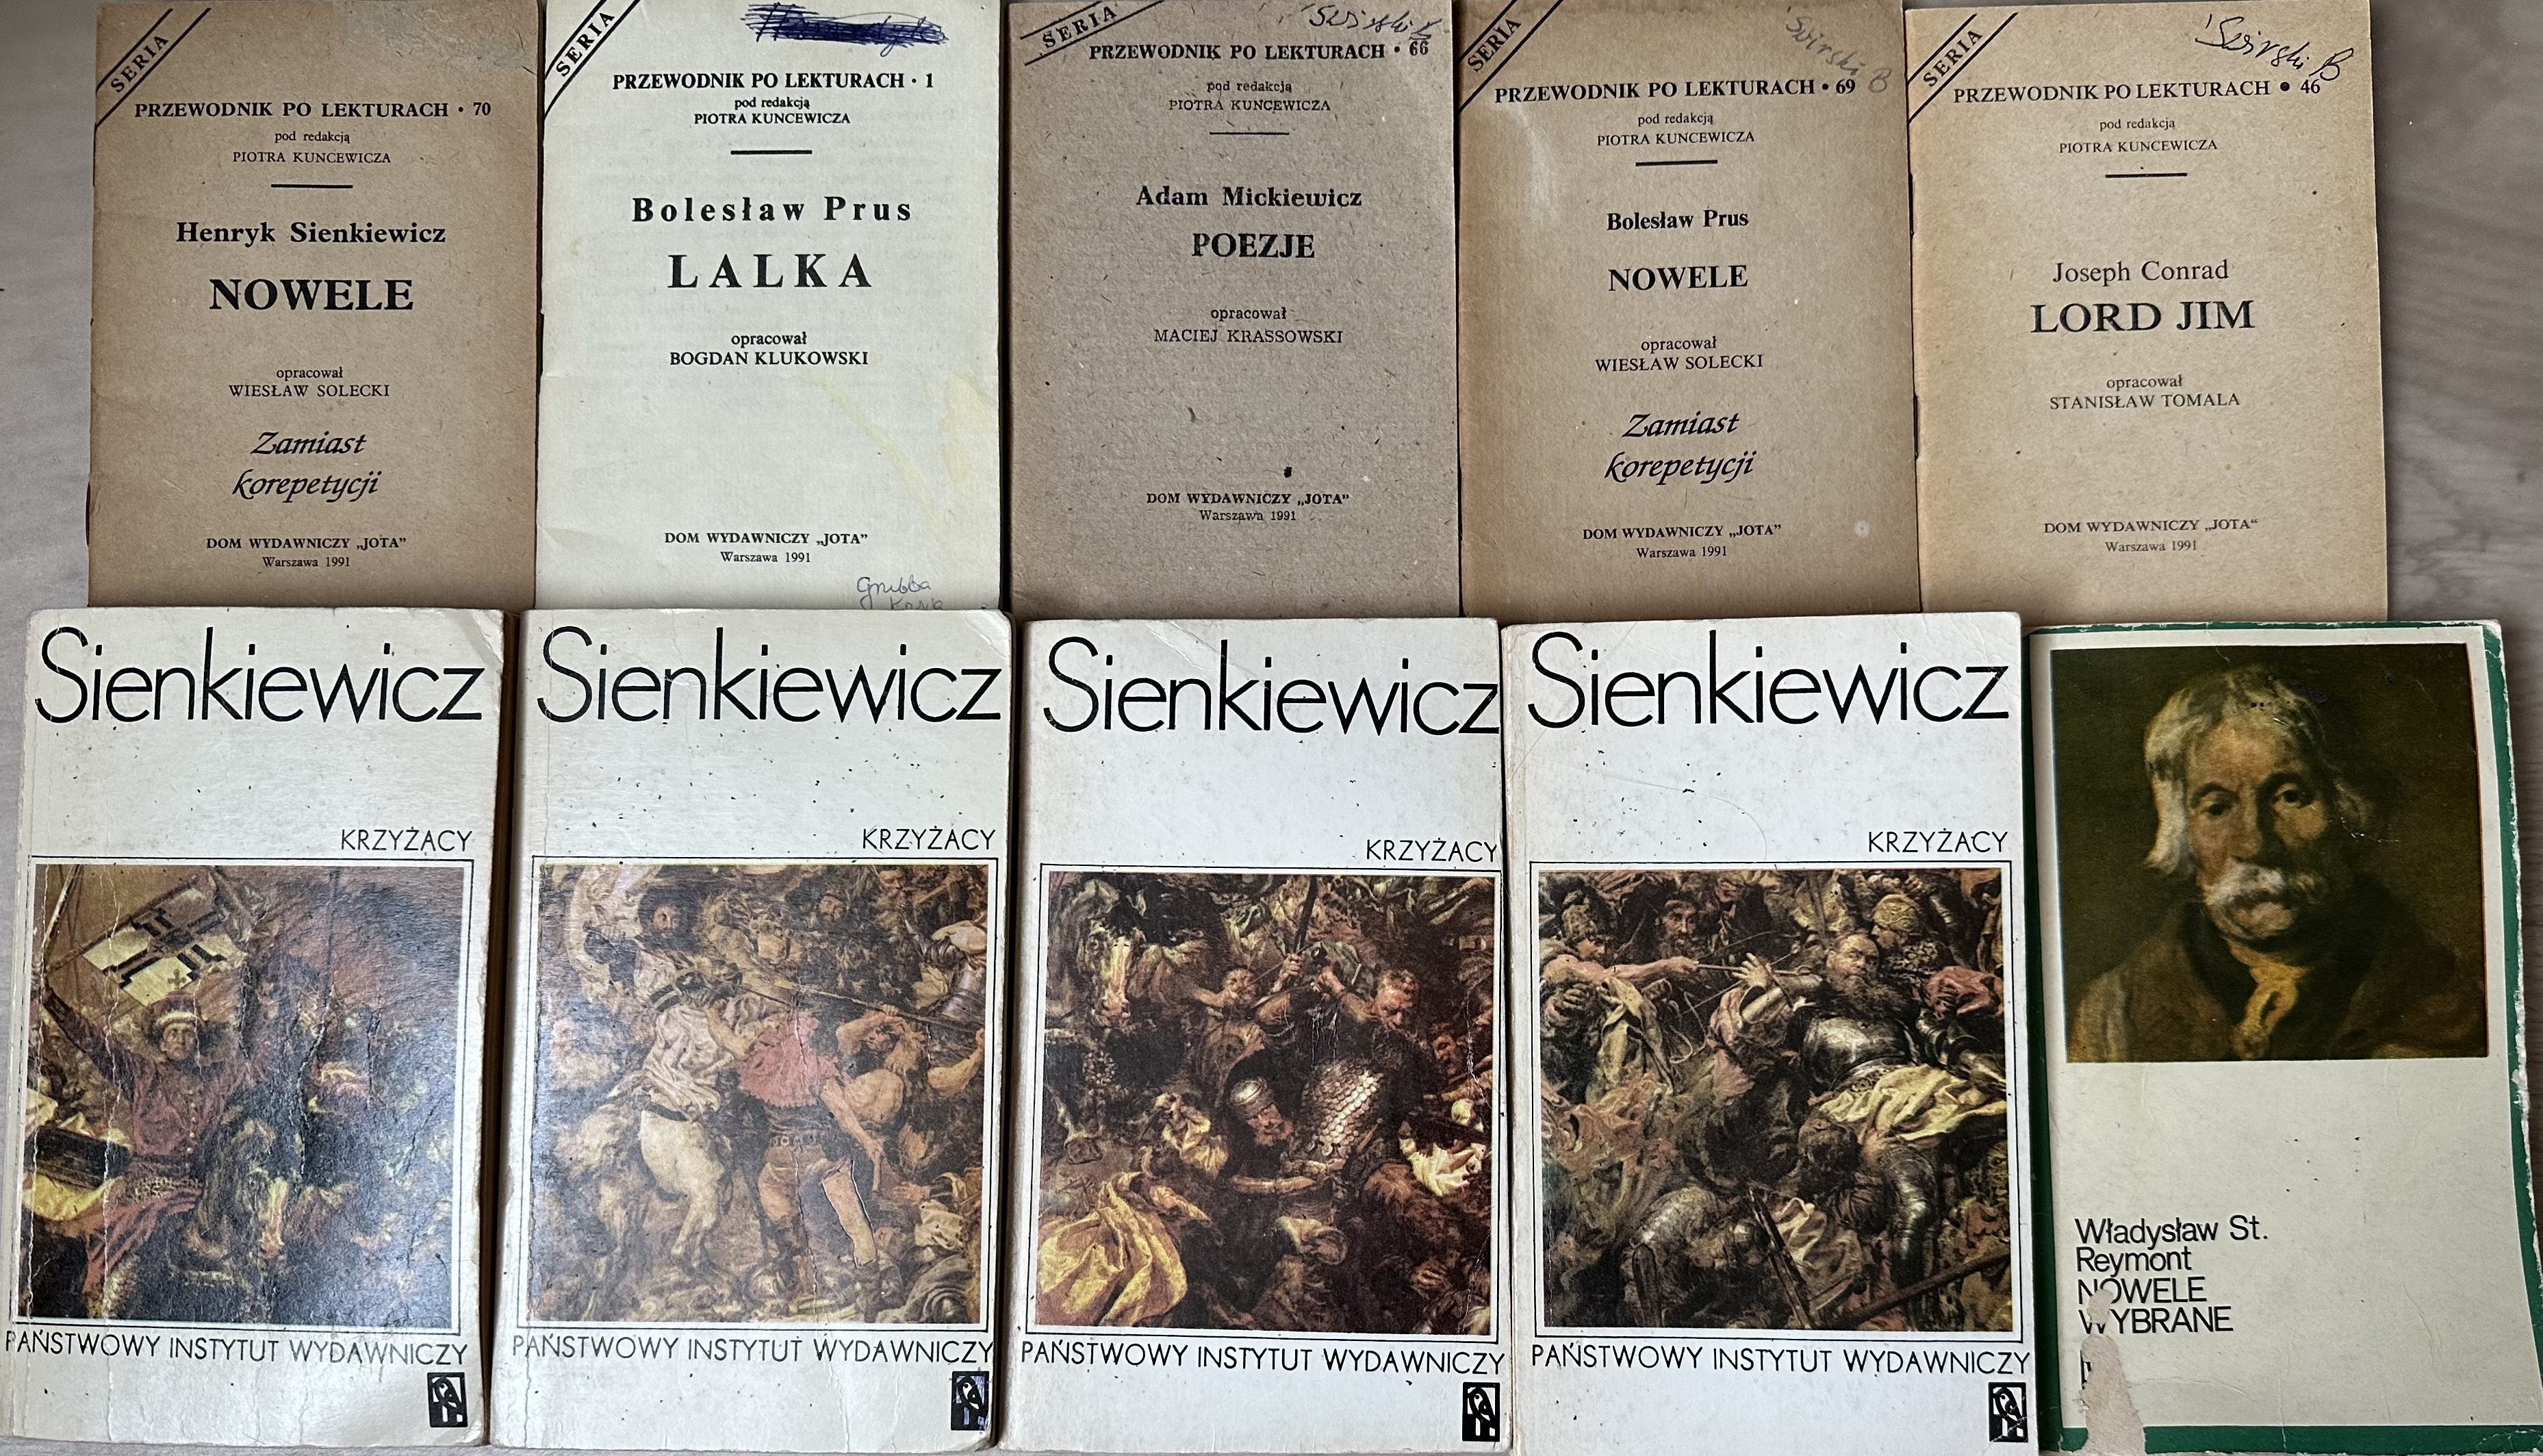 SERIA
PRZEWODNIK PO LEKTURACH · 70
pod redakcją
PIOTRA KUNCEWICZA
Henryk Sienkiewicz
NOWELE
opracował
WIESŁAW SOLECKI
Zamiast
korepetycji
DOM WYDAWNICZY „JOTA”
Warszawa 1991
SERIA
PRZEWODNIK PO LEKTURACH · 1
pod redakcją
PIOTRA KUNCEWICZA
Bolesław Prus
LALKA
opracował
BOGDAN KLUKOWSKI
DOM WYDAWNICZY „JOTA”
Warszawa 1991
Grubba
SERIA
PRZEWODNIK PO LEKTURACH · 66
pod redakcją
PIOTRA KUNCEWICZA
Adam Mickiewicz
POEZJE
opracował
MACIEJ KRASSOWSKI
DOM WYDAWNICZY „JOTA”
Warszawa 1991
SERIA
Świrski B
PRZEWODNIK PO LEKTURACH · 69
pod redakcją
PIOTRA KUNCEWICZA
Bolesław Prus
NOWELE
opracował
WIESŁAW SOLECKI
Zamiast
korepetycji
DOM WYDAWNICZY „JOTA”
Warszawa 1991
SERIA
Świrski B
PRZEWODNIK PO LEKTURACH • 46
pod redakcją
PIOTRA KUNCEWICZA
Joseph Conrad
LORD JIM
opracował
STANISŁAW TOMALA
DOM WYDAWNICZY „JOTA“
Warszawa 1991
Sienkiewicz
KRZYŻACY
PAŃSTWOWY INSTYTUT WYDAWNICZY
Sienkiewicz
KRZYŻACY
PAŃSTWOWY INSTYTUT WYDAWNICZY
Sienkiewicz
KRZYŻACY
PAŃSTWOWY INSTYTUT WYDAWNICZY
Sienkiewicz
KRZYŻACY
PAŃSTWOWY INSTYTUT WYDAWNICZY
Władysław St.
Reymont
NOWELE
WYBRANE